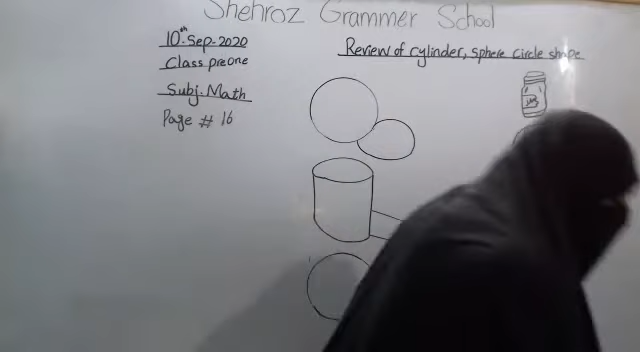 Shehroz Grammer School
10th-Sep-2020
Class pre one
Subj. Math
Page # 16
Review of cylinder, sphere circle shape